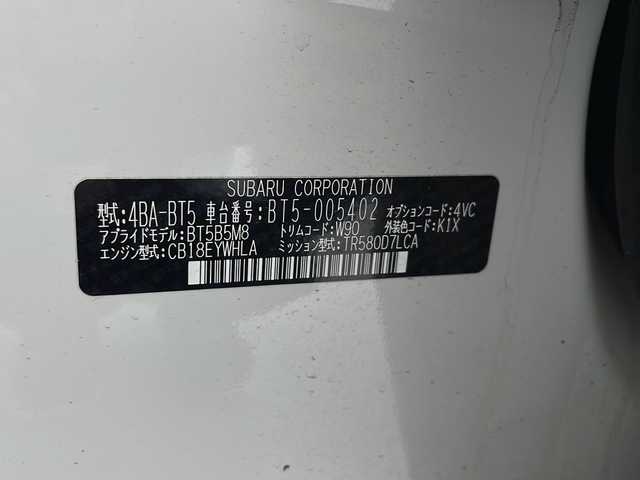 SUBARU CORPORATION
型式:4BA-BT5 車台番号:BT5-005402 オプションコード:4VC
アプライドモデル:BT5B5M8 トリムコード:W90 外装色コード:K1X
エンジン型式:CB18EYWHLA ミッション型式:TR580D7LCA